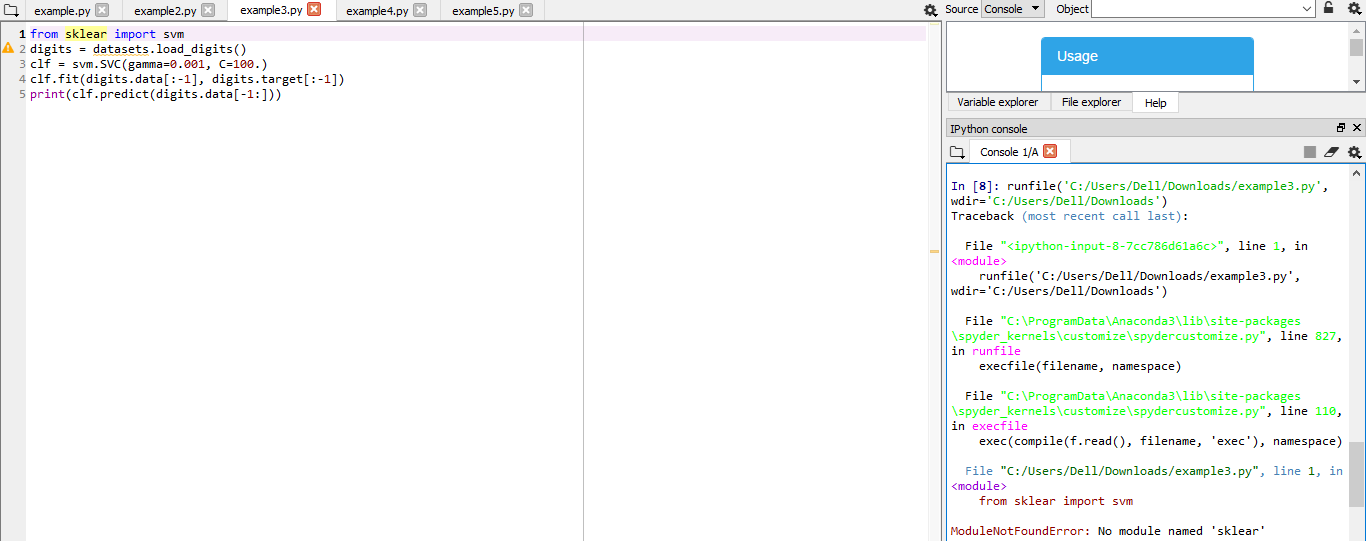 example.py example2.py example3.py example4.py example5.py
1 from sklear import svm
2 digits = datasets.load_digits()
3 clf = svm.SVC(gamma=0.001, C=100.)
4 clf.fit(digits.data[:-1], digits.target[:-1])
5 print(clf.predict(digits.data[-1:]))
Source Console Object
Usage
Variable explorer File explorer Help
IPython console
Console 1/A
In [8]: runfile('C:/Users/Dell/Downloads/example3.py',
wdir='C:/Users/Dell/Downloads')
Traceback (most recent call last):
File "<ipython-input-8-7cc786d61a6c>", line 1, in
<module>
runfile('C:/Users/Dell/Downloads/example3.py',
wdir='C:/Users/Dell/Downloads')
File "C:\ProgramData\Anaconda3\lib\site-packages
\spyder_kernels\customize\spydercustomize.py", line 827,
in runfile
execfile(filename, namespace)
File "C:\ProgramData\Anaconda3\lib\site-packages
\spyder_kernels\customize\spydercustomize.py", line 110,
in execfile
exec(compile(f.read(), filename, 'exec'), namespace)
File "C:/Users/Dell/Downloads/example3.py", line 1, in
<module>
from sklear import svm
ModuleNotFoundError: No module named 'sklear'